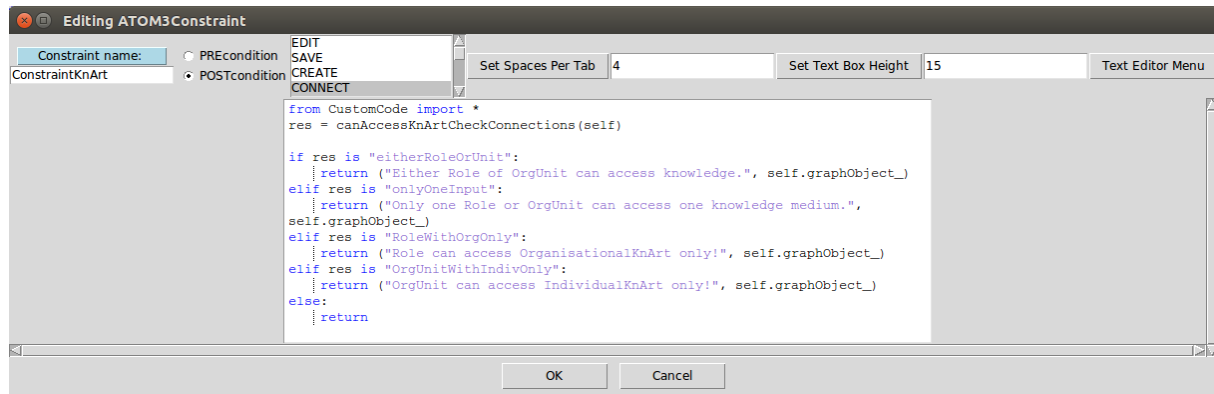 Editing ATOM3Constraint
Constraint name:
ConstraintKnArt
PREcondition
POSTcondition
EDIT
SAVE
CREATE
CONNECT
Set Spaces Per Tab 4
Set Text Box Height 15
Text Editor Menu
from CustomCode import *
res = canAccessKnArtCheckConnections(self)
if res is "eitherRoleOrUnit":
return ("Either Role of OrgUnit can access knowledge.", self.graphObject_)
elif res is "onlyOneInput":
return ("Only one Role or OrgUnit can access one knowledge medium.",
self.graphObject_)
elif res is "RoleWithOrgOnly":
return ("Role can access OrganisationalKnArt only!", self.graphObject_)
elif res is "OrgUnitWithIndivOnly":
return ("OrgUnit can access IndividualKnArt only!", self.graphObject_)
else:
return
OK
Cancel